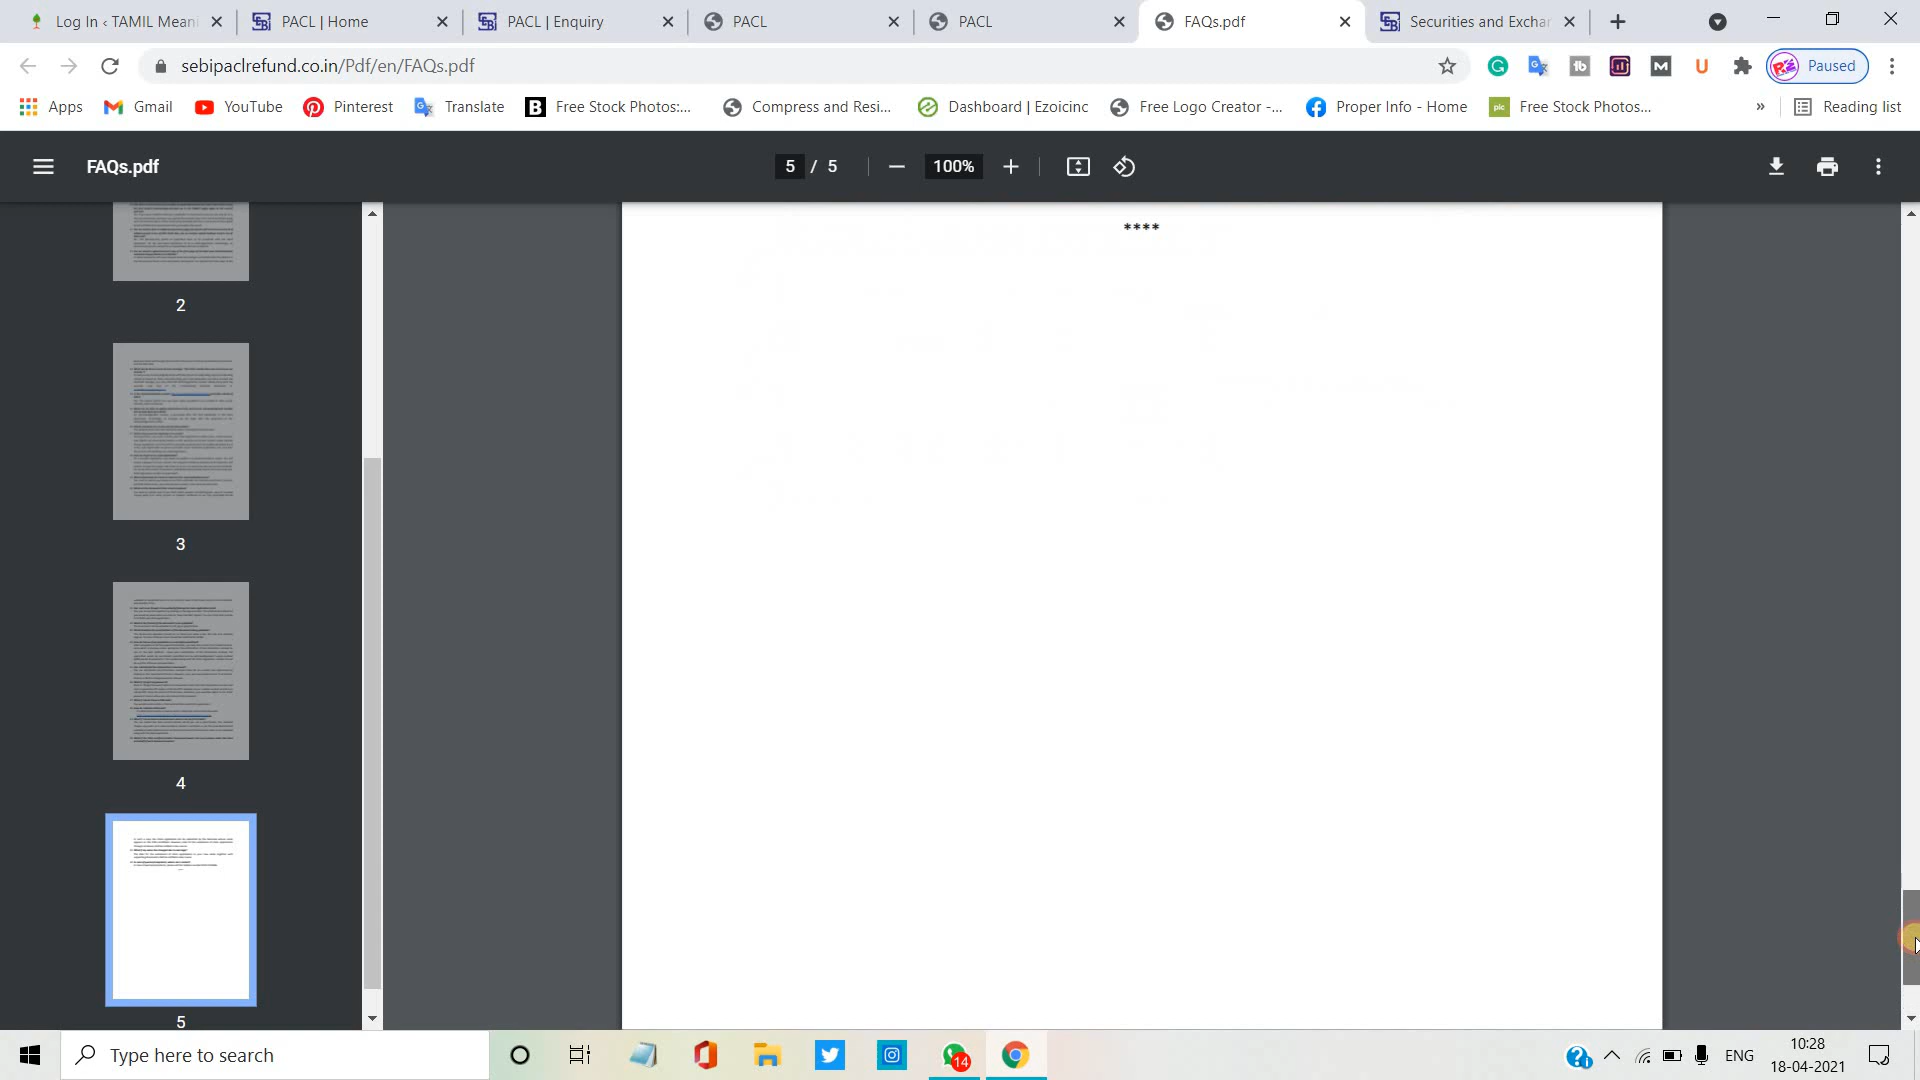 Log In ‹ TAMIL Meani
PACL | Home
PACL | Enquiry
PACL
PACL
FAQs.pdf
Securities and Exchan
sebipaclrefund.co.in/Pdf/en/FAQs.pdf
Paused
Apps
Gmail
YouTube
Pinterest
Translate
Free Stock Photos:...
Compress and Resi...
Dashboard | Ezoicinc
Free Logo Creator -...
Proper Info - Home
Free Stock Photos...
»
Reading list
FAQs.pdf
5 / 5
100%
****
2
3
4
5
Type here to search
14
ENG
10:28
18-04-2021